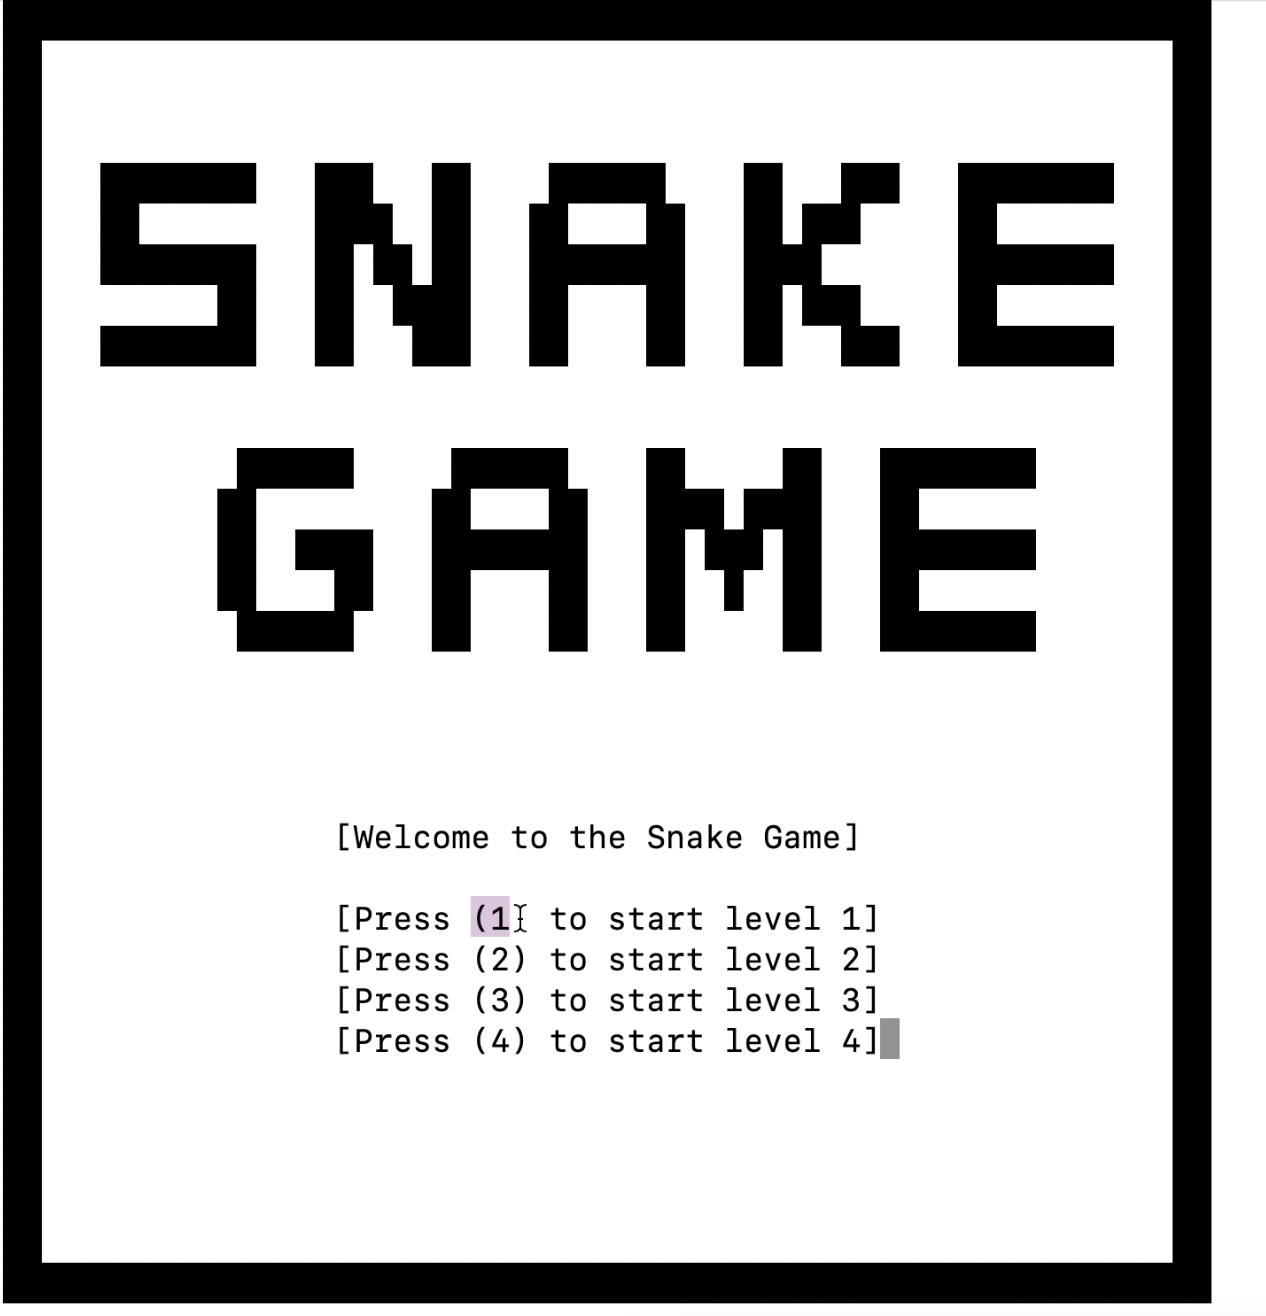 SNAKE
GAME
[Welcome to the Snake Game]
[Press (1 to start level 1]
[Press (2) to start level 2]
[Press (3) to start level 3]
[Press (4) to start level 4]